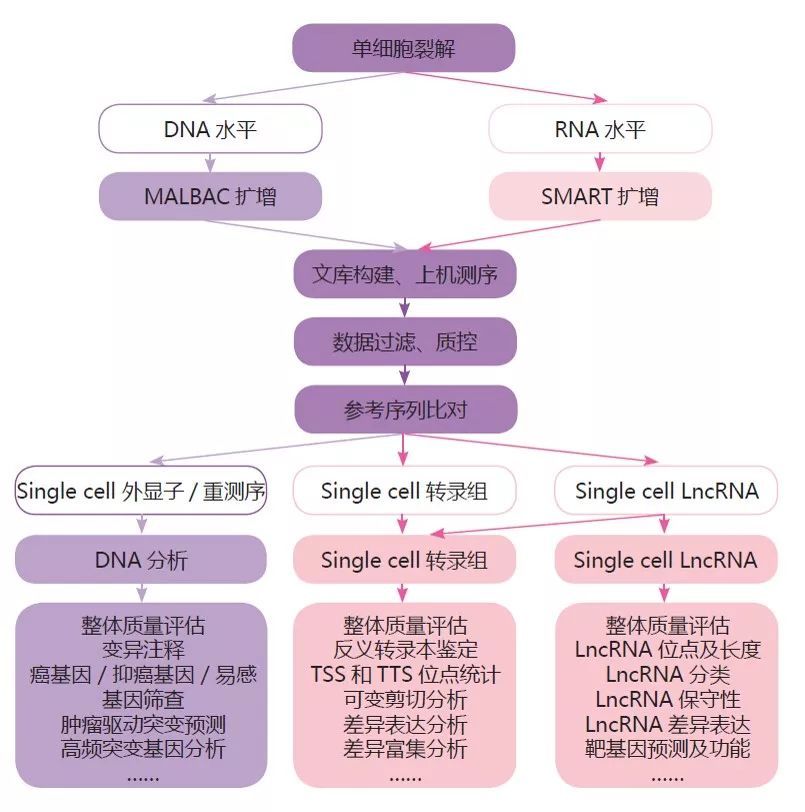 单细胞裂解
DNA 水平
RNA 水平
MALBAC 扩增
SMART 扩增
文库构建、上机测序
数据过滤、质控
参考序列比对
Single cell 外显子 / 重测序
Single cell 转录组
Single cell LncRNA
DNA 分析
Single cell 转录组
Single cell LncRNA
整体质量评估
变异注释
癌基因 / 抑癌基因 / 易感
基因筛查
肿瘤驱动突变预测
高频突变基因分析
......
整体质量评估
反义转录本鉴定
TSS 和 TTS 位点统计
可变剪切分析
差异表达分析
差异富集分析
......
整体质量评估
LncRNA 位点及长度
LncRNA 分类
LncRNA 保守性
LncRNA 差异表达
靶基因预测及功能
......